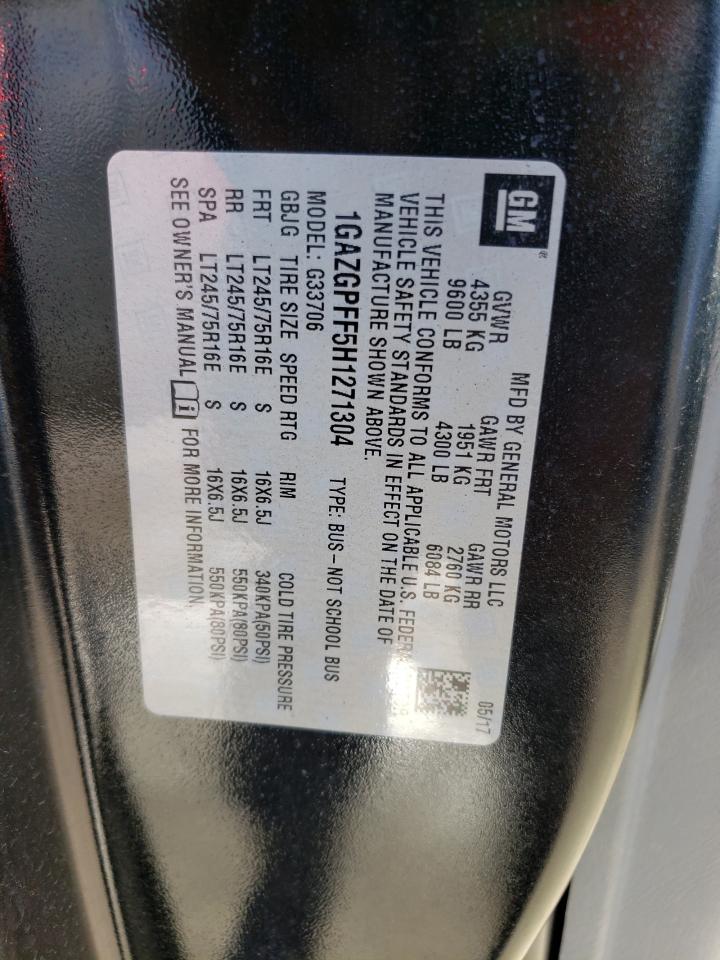 GM®
MFD BY GENERAL MOTORS LLC 05/17
GVWR GAWR FRT GAWR RR
4355 KG 1951 KG 2760 KG
9600 LB 4300 LB 6084 LB
THIS VEHICLE CONFORMS TO ALL APPLICABLE U.S. FEDER
VEHICLE SAFETY STANDARDS IN EFFECT ON THE DATE OF
MANUFACTURE SHOWN ABOVE.
1GAZGPFF5H1271304 TYPE: BUS – NOT SCHOOL BUS
MODEL: G33706
GBJG TIRE SIZE SPEED RTG RIM COLD TIRE PRESSURE
FRT LT245/75R16E S 16X6.5J 340KPA(50PSI)
RR LT245/75R16E S 16X6.5J 550KPA(80PSI)
SPA LT245/75R16E S 16X6.5J 550KPA(80PSI)
SEE OWNER'S MANUAL FOR MORE INFORMATION.